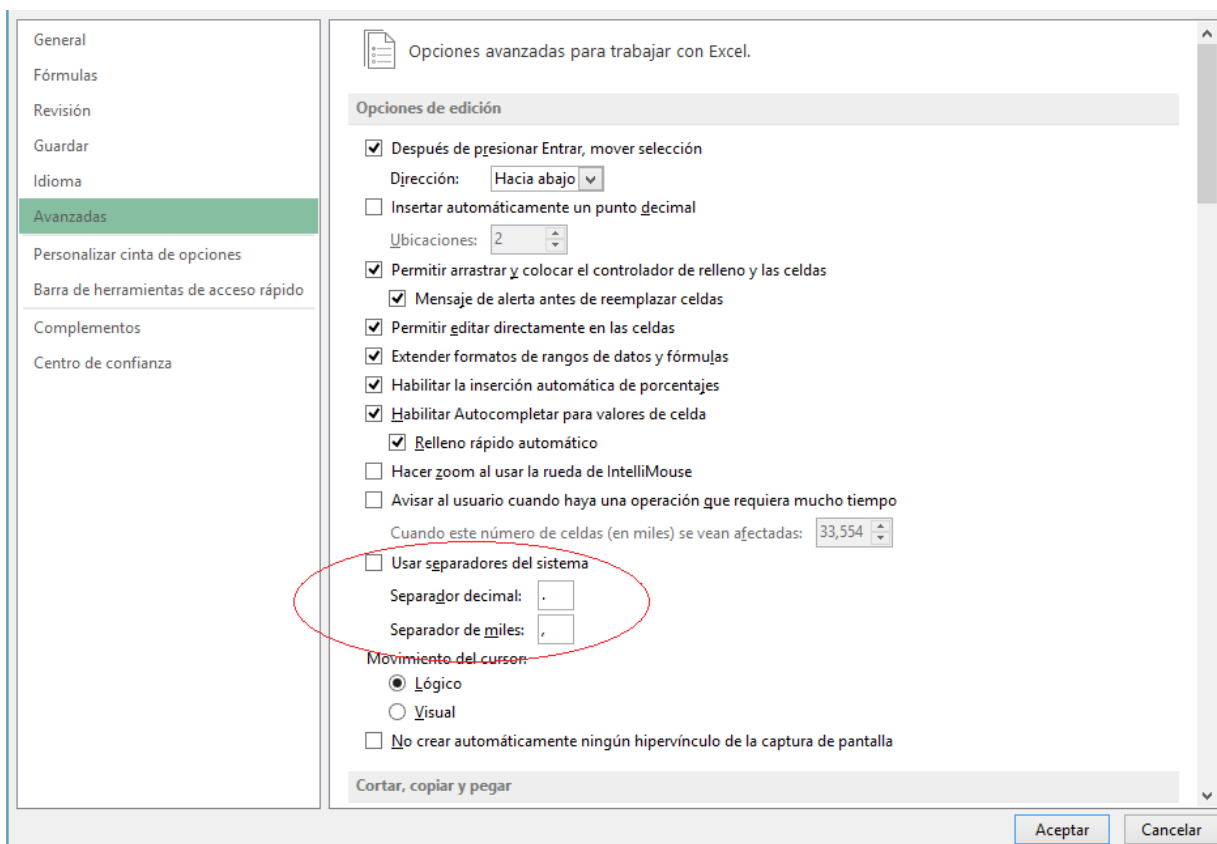 General
Fórmulas
Revisión
Guardar
Idioma
Avanzadas
Personalizar cinta de opciones
Barra de herramientas de acceso rápido
Complementos
Centro de confianza
Opciones avanzadas para trabajar con Excel.
Opciones de edición
Después de presionar Entrar, mover selección
Dirección: Hacia abajo
Insertar automáticamente un punto decimal
Ubicaciones: 2
Permitir arrastrar y colocar el controlador de relleno y las celdas
Mensaje de alerta antes de reemplazar celdas
Permitir editar directamente en las celdas
Extender formatos de rangos de datos y fórmulas
Habilitar la inserción automática de porcentajes
Habilitar Autocompletar para valores de celda
Relleno rápido automático
Hacer zoom al usar la rueda de IntelliMouse
Avisar al usuario cuando haya una operación que requiera mucho tiempo
Cuando este número de celdas (en miles) se vean afectadas: 33,554
Usar separadores del sistema
Separador decimal: .
Separador de miles: ,
Movimiento del cursor:
Lógico
Visual
No crear automáticamente ningún hipervínculo de la captura de pantalla
Cortar, copiar y pegar
Aceptar Cancelar